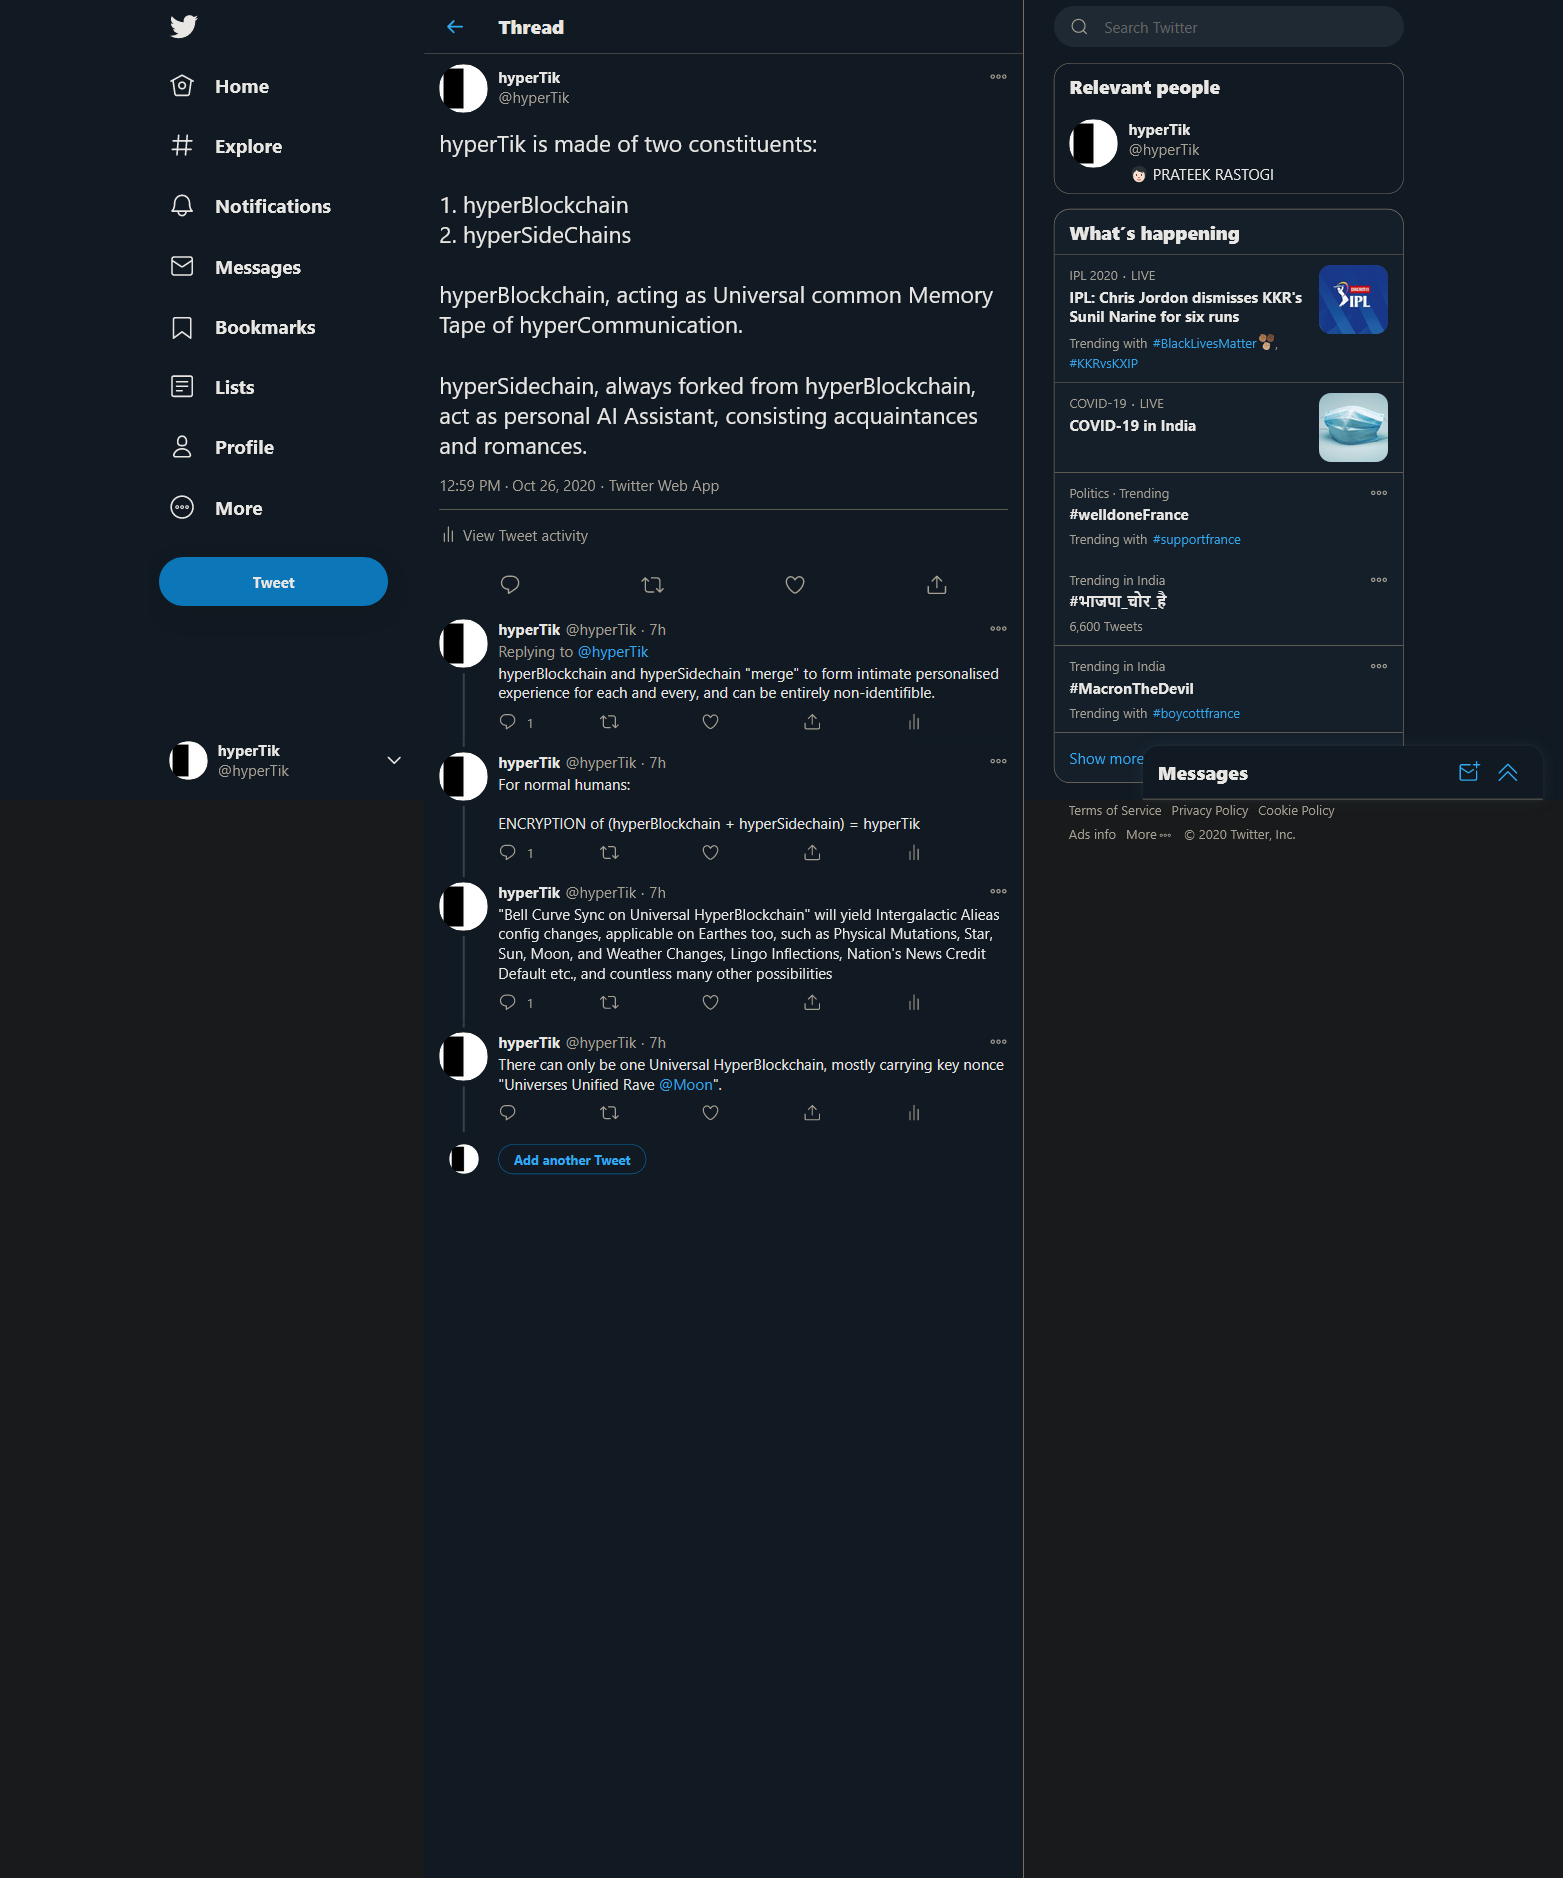 Home
Explore
Notifications
Messages
Bookmarks
Lists
Profile
More
Tweet
hyperTik
@hyperTik
Thread
hyperTik
@hyperTik
hyperTik is made of two constituents:
1. hyperBlockchain
2. hyperSideChains
hyperBlockchain, acting as Universal common Memory
Tape of hyperCommunication.
hyperSidechain, always forked from hyperBlockchain,
act as personal AI Assistant, consisting acquaintances
and romances.
12:59 PM · Oct 26, 2020 · Twitter Web App
View Tweet activity
hyperTik @hyperTik · 7h
Replying to @hyperTik
hyperBlockchain and hyperSidechain "merge" to form intimate personalised
experience for each and every, and can be entirely non-identifible.
1
hyperTik @hyperTik · 7h
For normal humans:
ENCRYPTION of (hyperBlockchain + hyperSidechain) = hyperTik
1
hyperTik @hyperTik · 7h
"Bell Curve Sync on Universal HyperBlockchain" will yield Intergalactic Alieas
config changes, applicable on Earthes too, such as Physical Mutations, Star,
Sun, Moon, and Weather Changes, Lingo Inflections, Nation's News Credit
Default etc., and countless many other possibilities
1
hyperTik @hyperTik · 7h
There can only be one Universal HyperBlockchain, mostly carrying key nonce
"Universes Unified Rave @Moon".
Add another Tweet
Search Twitter
Relevant people
hyperTik
@hyperTik
PRATEEK RASTOGI
What's happening
IPL 2020 · LIVE
IPL: Chris Jordon dismisses KKR's
Sunil Narine for six runs
Trending with #BlackLivesMatter,
#KKRvsKXIP
IPL
COVID-19 · LIVE
COVID-19 in India
Politics · Trending
#welldoneFrance
Trending with #supportfrance
Trending in India
#भाजपा_चोर_है
6,600 Tweets
Trending in India
#MacronTheDevil
Trending with #boycottfrance
Show more
Messages
Terms of Service Privacy Policy Cookie Policy
Ads info More © 2020 Twitter, Inc.